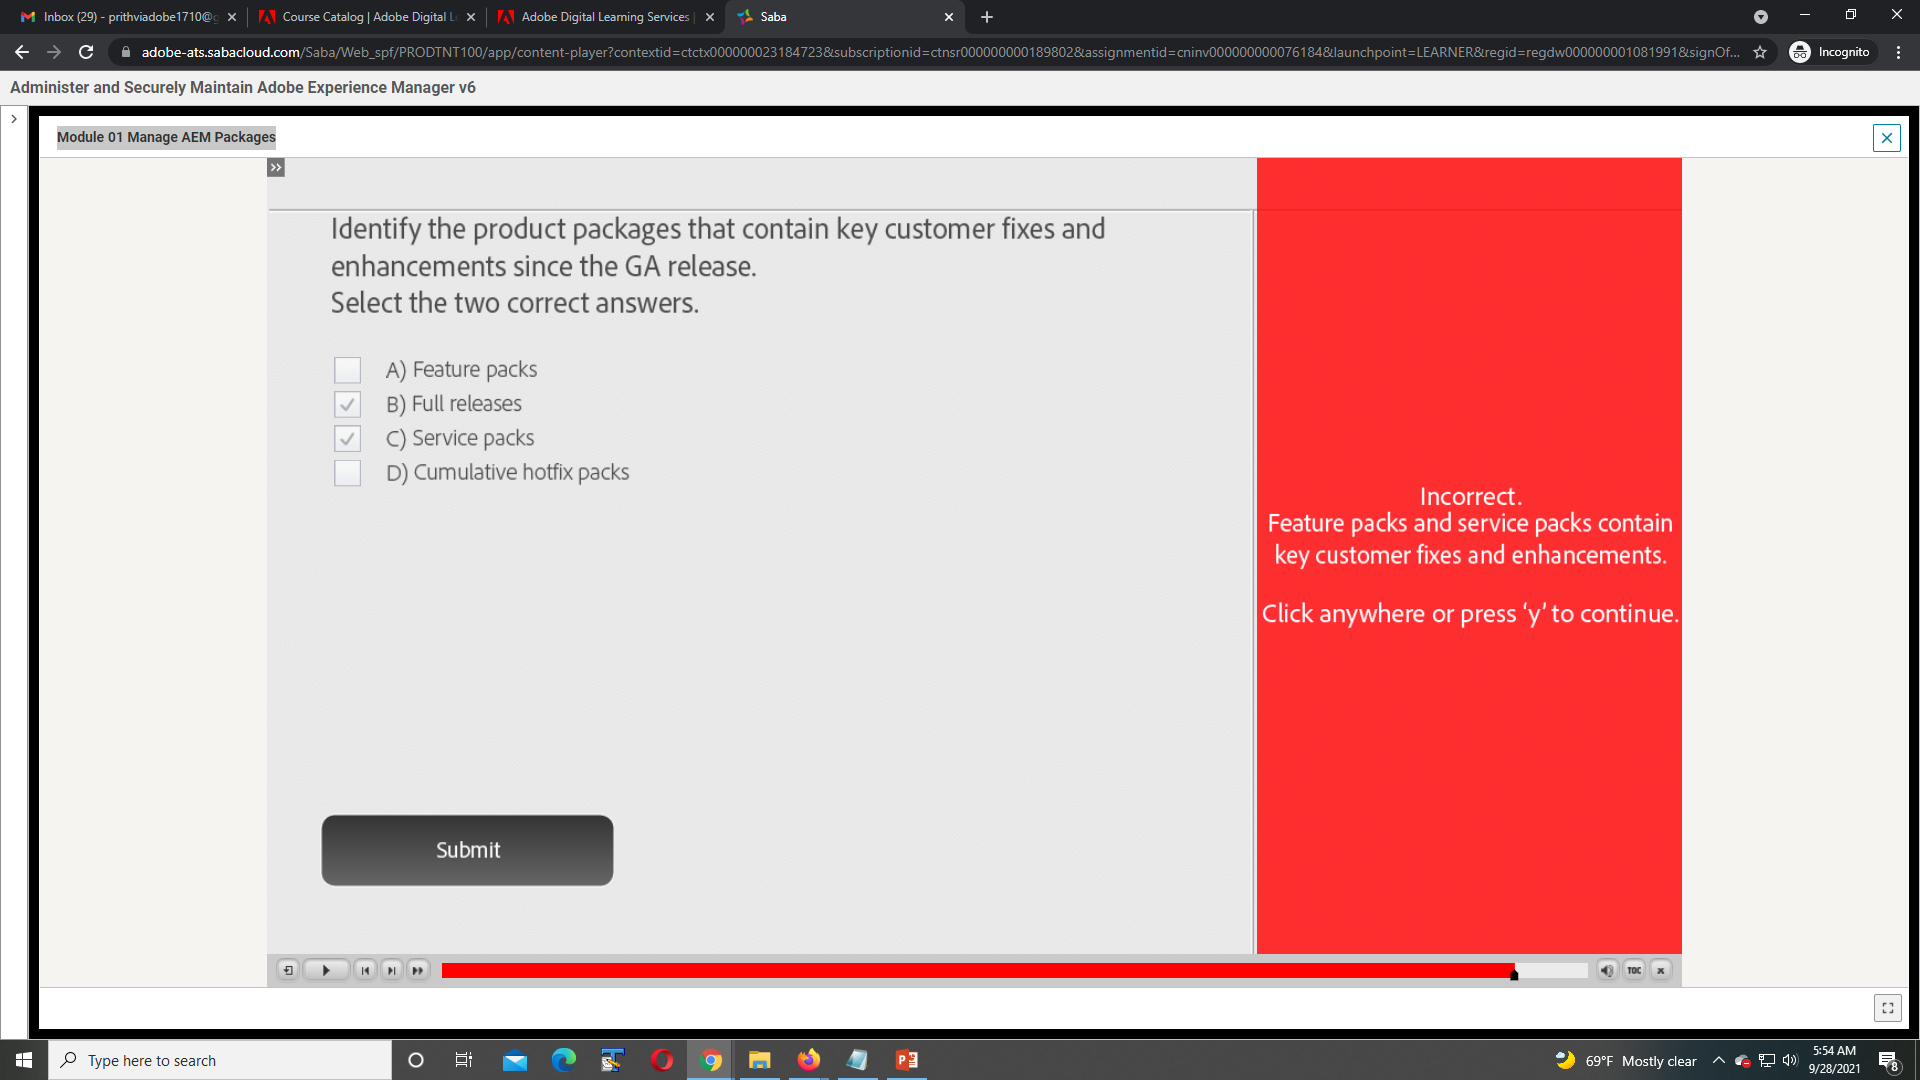 Inbox (29) - prithviadobe1710@g
Course Catalog | Adobe Digital L
Adobe Digital Learning Services |
Saba
adobe-ats.sabacloud.com/Saba/Web_spf/PRODTNT100/app/content-player?contextid=ctctx000000023184723&subscriptionid=ctnsr0000000000189802&assignmentid=cninv000000000076184&launchpoint=LEARNER&regid=regdw000000001081991&signOf...
Incognito
Administer and Securely Maintain Adobe Experience Manager v6
Module 01 Manage AEM Packages
Identify the product packages that contain key customer fixes and
enhancements since the GA release.
Select the two correct answers.
A) Feature packs
B) Full releases
C) Service packs
D) Cumulative hotfix packs
Incorrect.
Feature packs and service packs contain
key customer fixes and enhancements.
Click anywhere or press 'y' to continue.
Submit
TOC
Type here to search
69°F Mostly clear
5:54 AM
9/28/2021
8